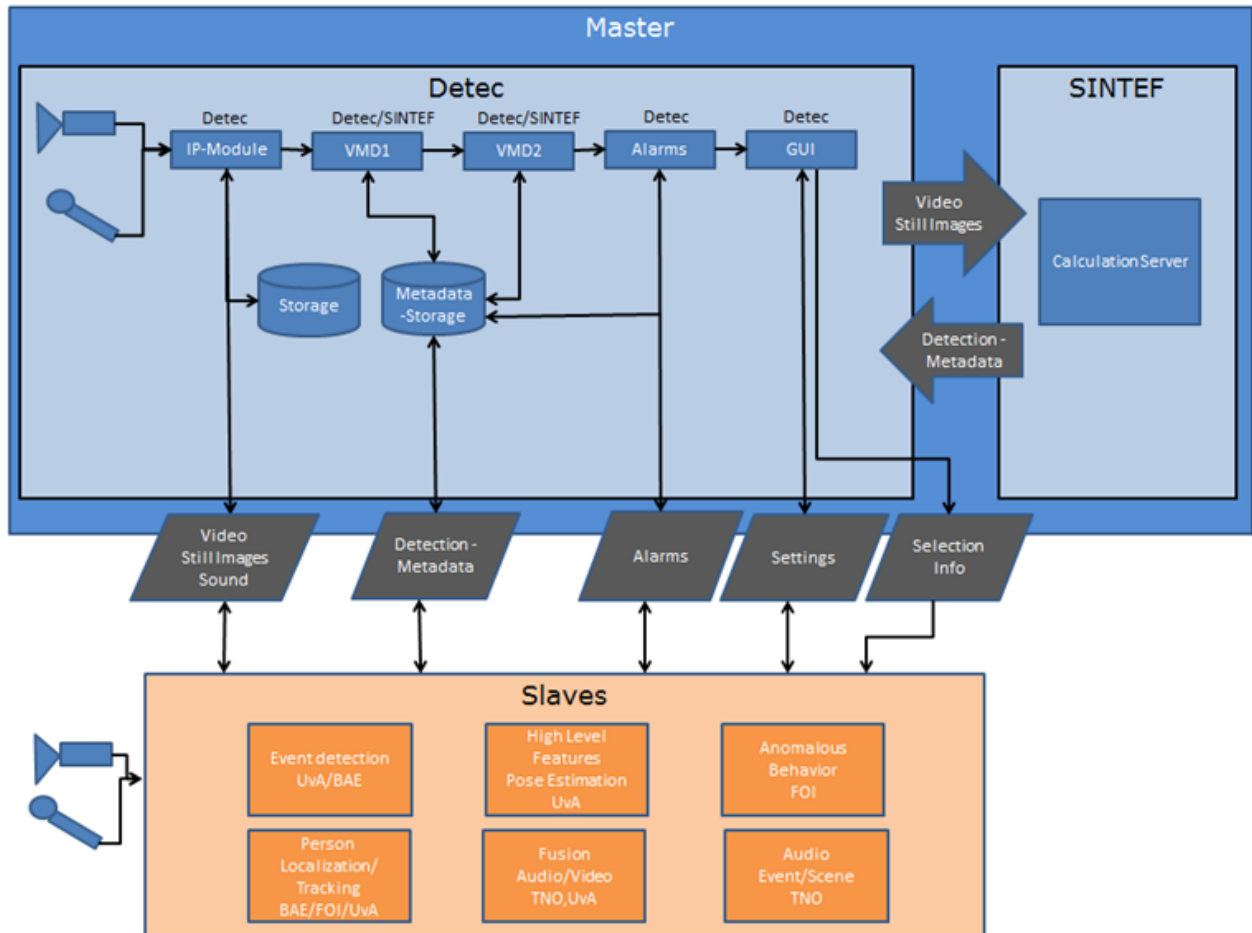 Master
Detec
SINTEF
Detec
Detec/SINTEF
Detec/SINTEF
Detec
Detec
IP-Module
VMD1
VMD2
Alarms
GUI
Video
Still Images
Calculation Server
Storage
Metadata
-Storage
Detection -
Metadata
Video
Still Images
Sound
Detection -
Metadata
Alarms
Settings
Selection
Info
Slaves
Event detection
UvA/BAE
High Level
Features
Pose Estimation
UvA
Anomalous
Behavior
FOI
Person
Localization/
Tracking
BAE/FOI/UvA
Fusion
Audio/Video
TNO,UvA
Audio
Event/Scene
TNO